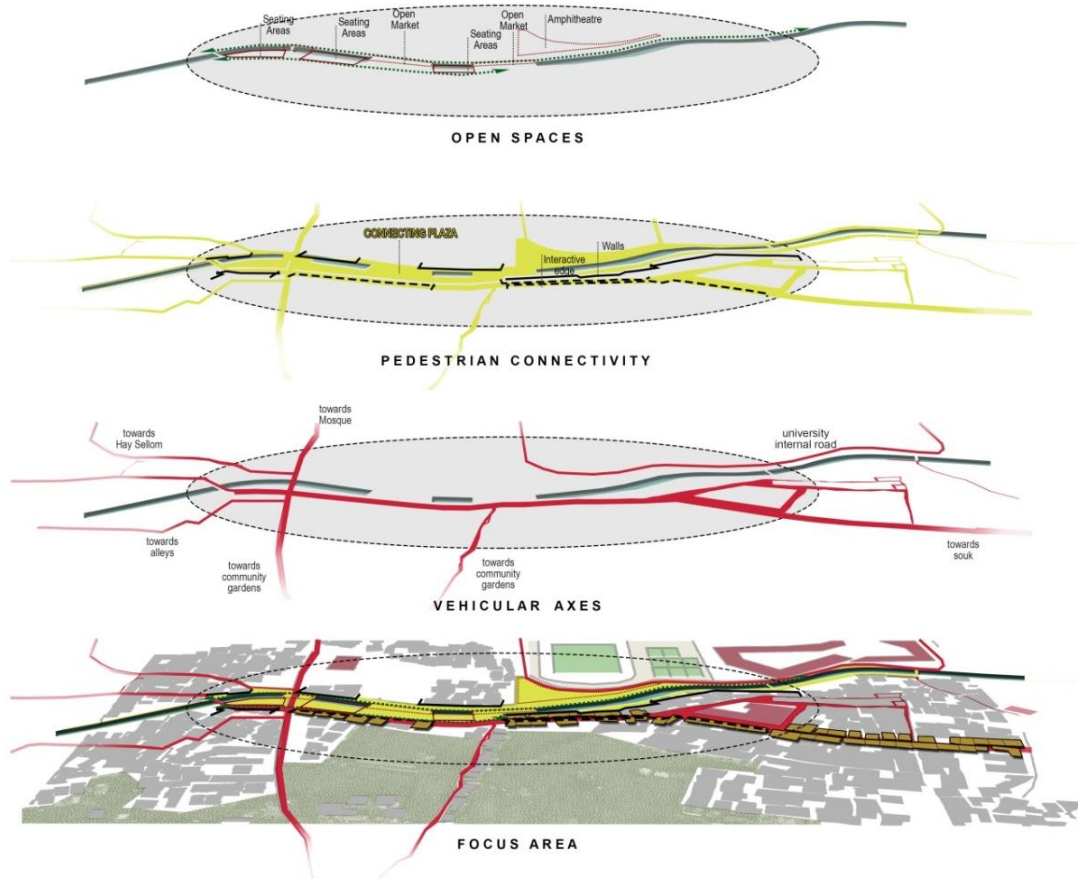 Seating
Areas
Seating
Areas
Open
Market
Seating
Areas
Open
Market
Amphitheatre
OPEN SPACES
CONNECTING PLAZA
Interactive
edge
Walls
PEDESTRIAN CONNECTIVITY
towards
Hay Sellom
towards
Mosque
university
internal road
towards
alleys
towards
community
gardens
towards
community
gardens
towards
souk
VEHICULAR AXES
FOCUS AREA